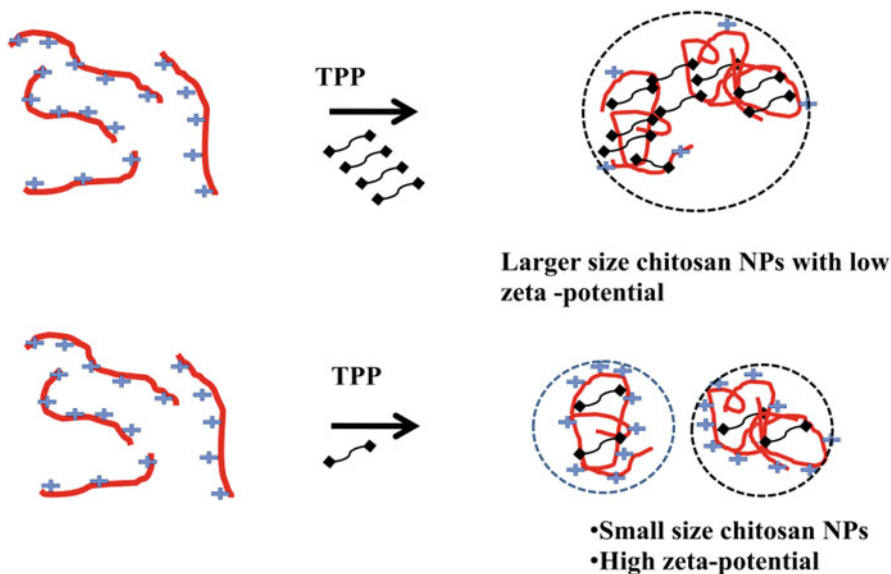 TPP
Larger size chitosan NPs with low
zeta -potential
TPP
•Small size chitosan NPs
•High zeta-potential